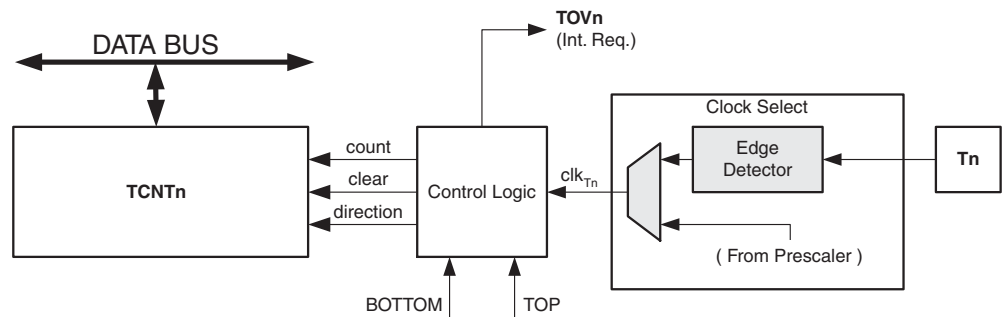 DATA BUS
TOVn
(Int. Req.)
Clock Select
count
clear
direction
TCNTn
Control Logic
clkTn
Edge
Detector
Tn
( From Prescaler )
BOTTOM
TOP